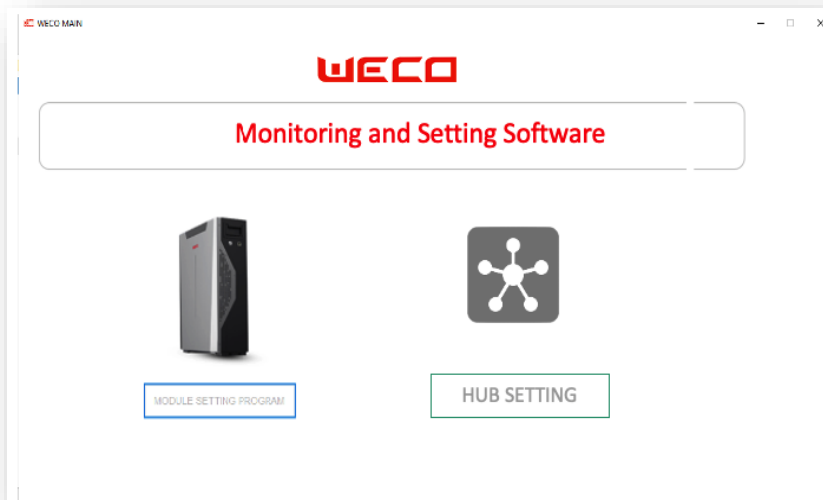 WECO MAIN
WECO
Monitoring and Setting Software
MODULE SETTING PROGRAM
HUB SETTING